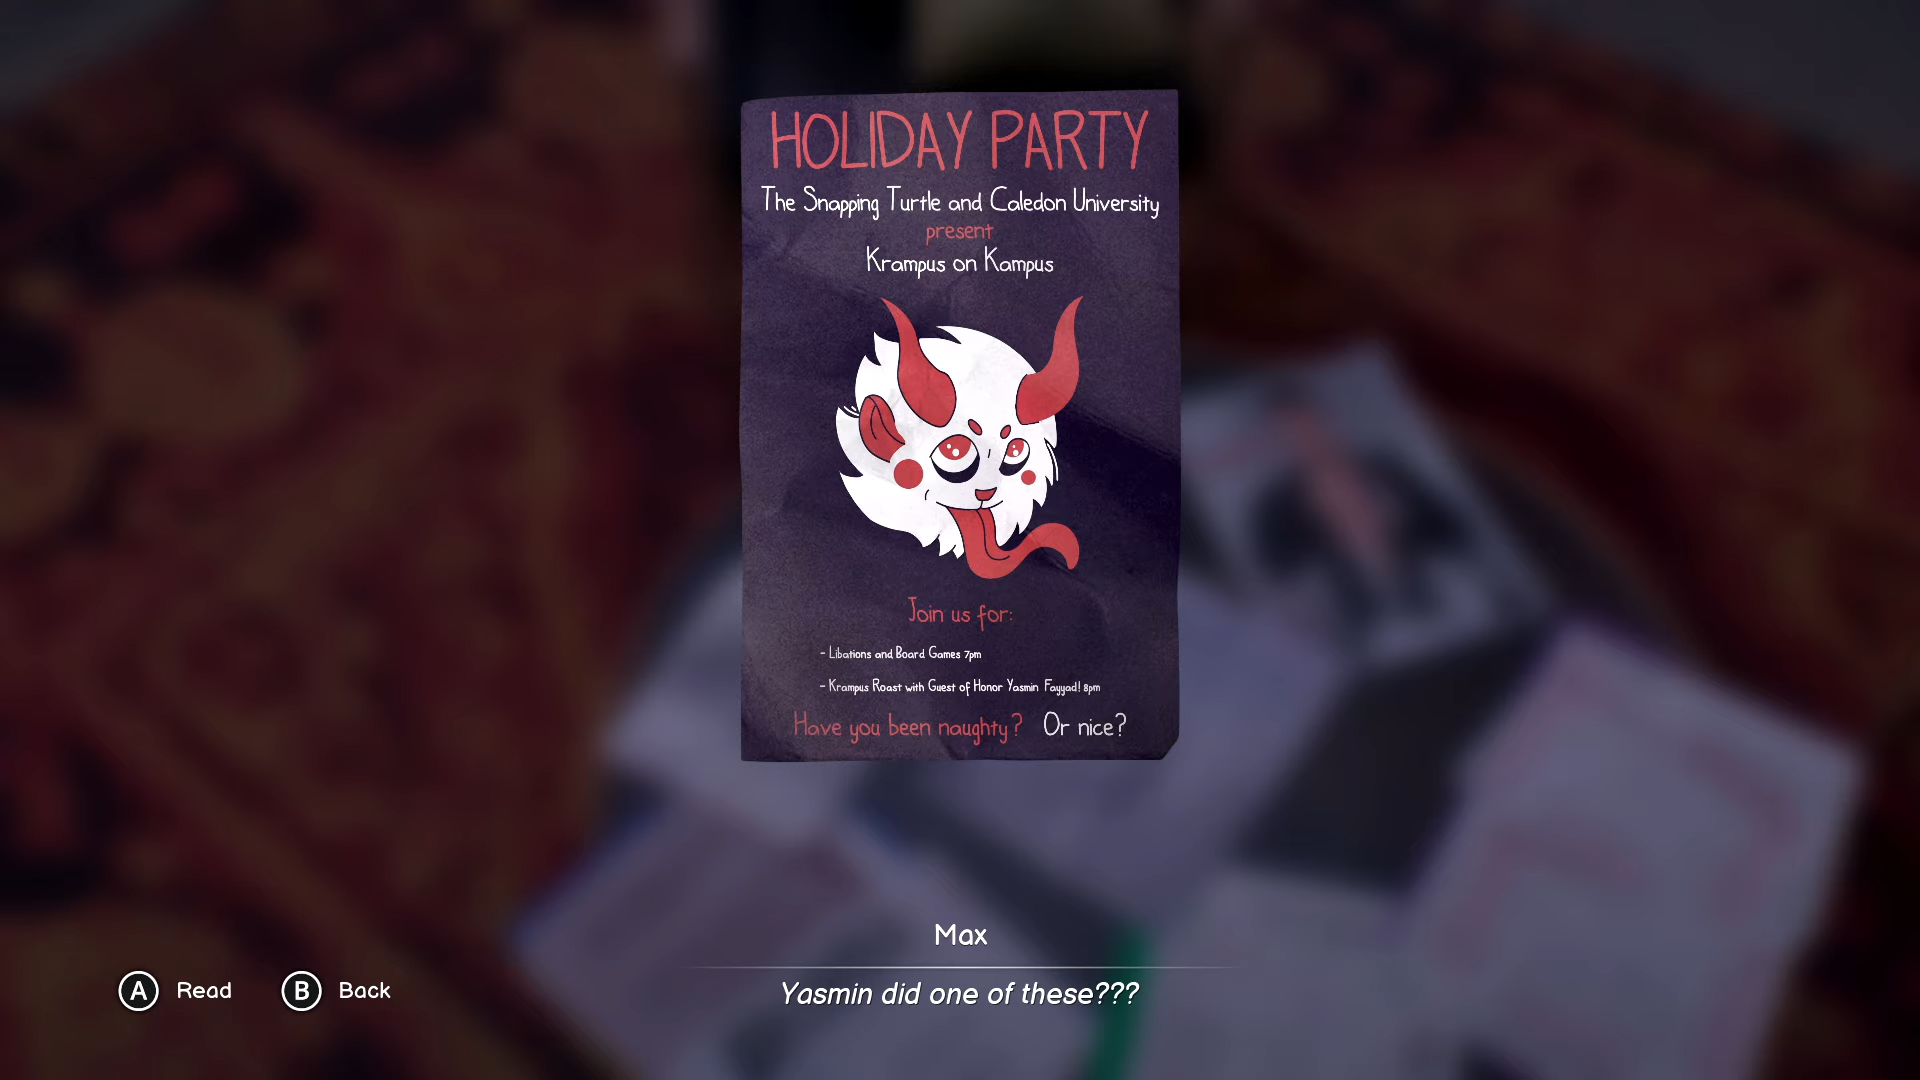 HOLIDAY PARTY
The Snapping Turtle and Caledon University
present
Krampus on Kampus
Join us for:
- Libations and Board Games 7pm
- Krampus Roast with Guest of Honor Yasmin Fayyad! 8pm
Have you been naughty? Or nice?
Max
A Read B Back
Yasmin did one of these???